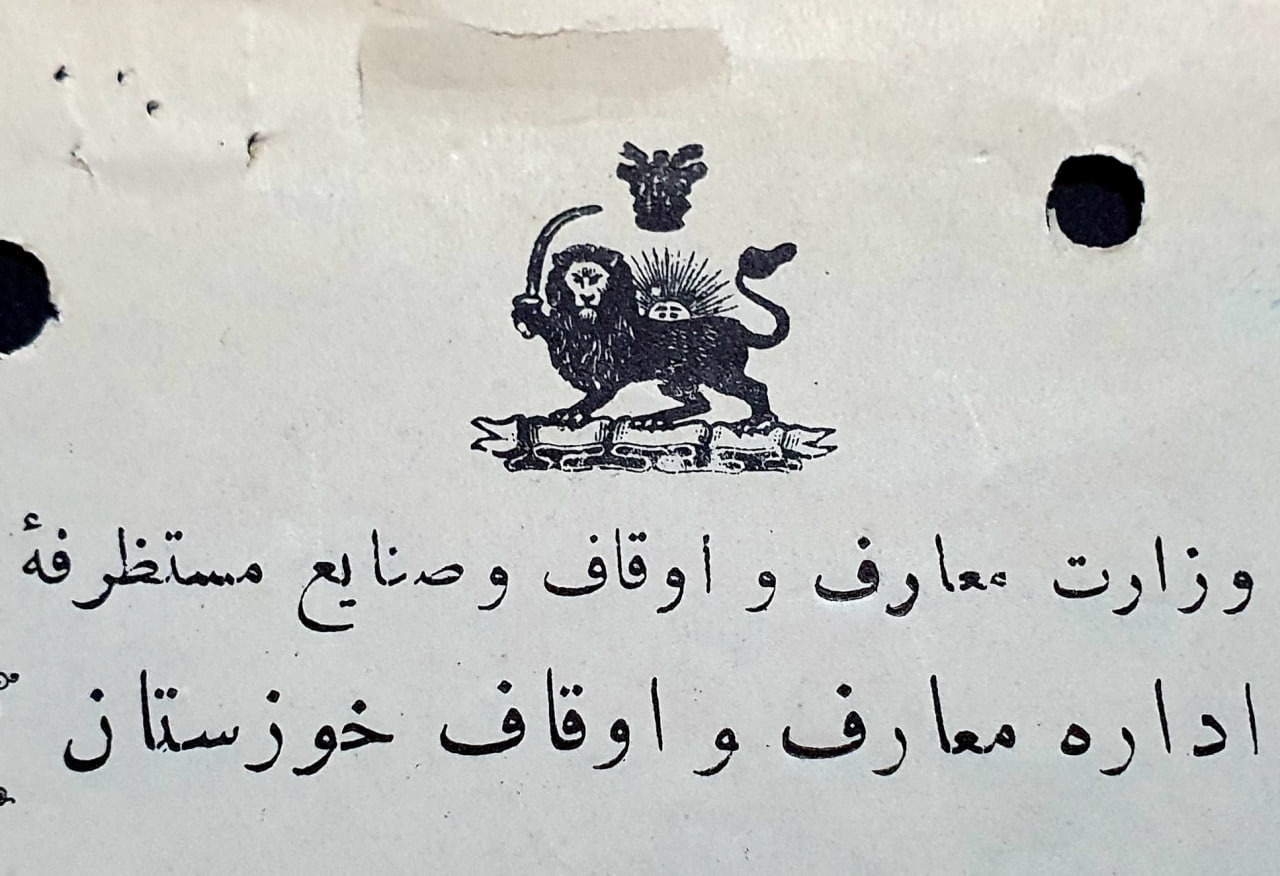 وزارت معارف و اوقاف وصنایع مستظرفهٔ
اداره معارف و اوقاف خوزستان